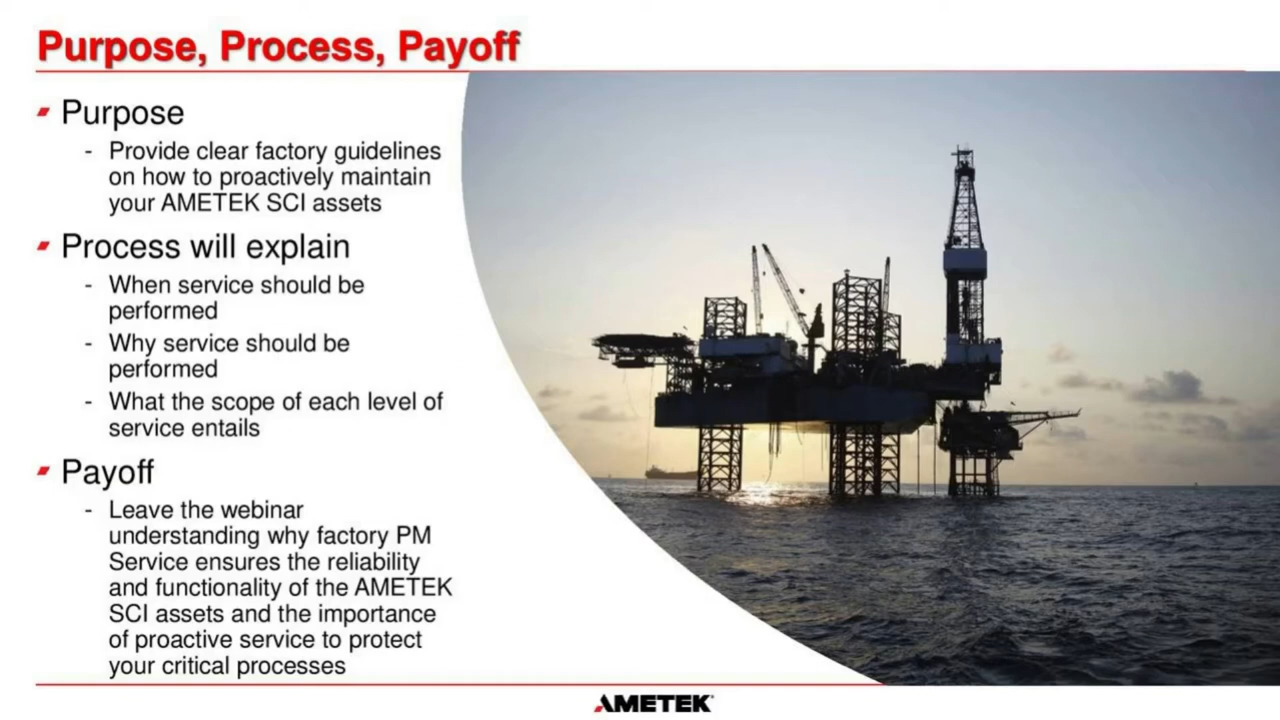 Purpose, Process, Payoff
Purpose
- Provide clear factory guidelines
on how to proactively maintain
your AMETEK SCI assets
Process will explain
- When service should be
performed
- Why service should be
performed
- What the scope of each level of
service entails
Payoff
- Leave the webinar
understanding why factory PM
Service ensures the reliability
and functionality of the AMETEK
SCI assets and the importance
of proactive service to protect
your critical processes
AMETEK